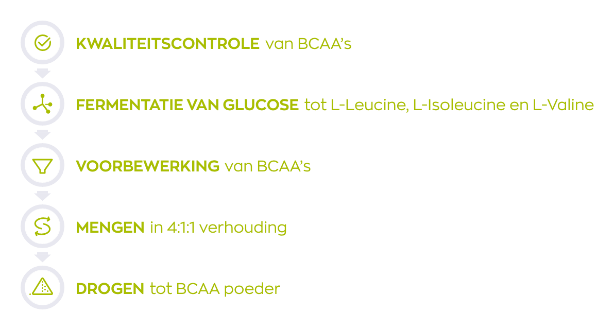 KWALITEITSCONTROLE van BCAA's
FERMENTATIE VAN GLUCOSE tot L-Leucine, L-Isoleucine en L-Valine
VOORBEWERKING van BCAA's
MENGEN in 4:1:1 verhouding
DROGEN tot BCAA poeder